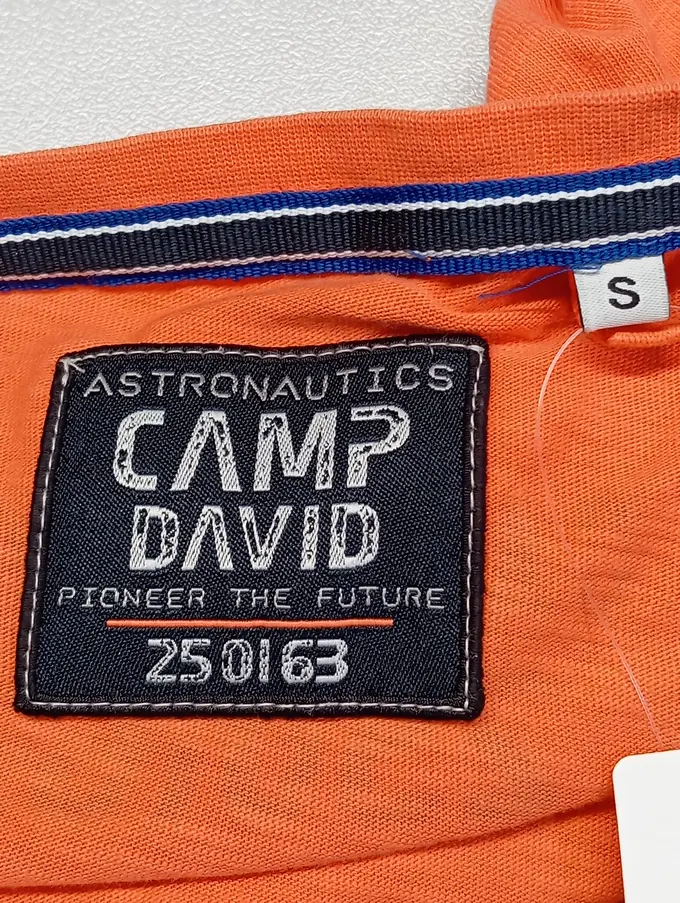 S
ASTRONAUTICS
CAMP
DAVID
PIONEER THE FUTURE
250163